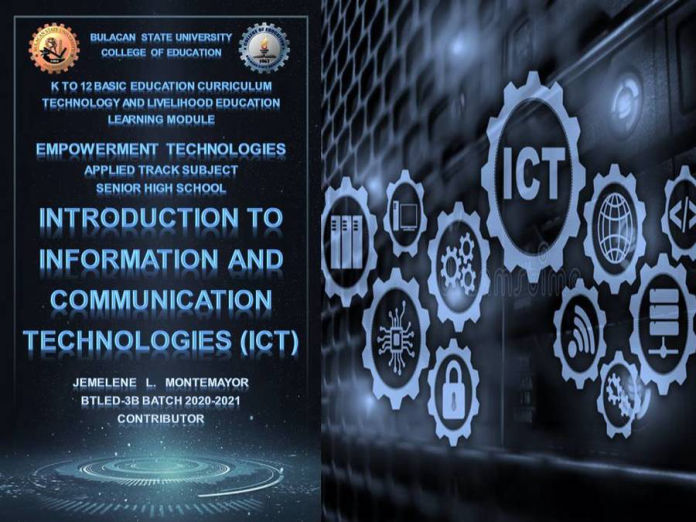 BULACAN STATE UNIVERSITY
COLLEGE OF EDUCATION
K TO 12 BASIC EDUCATION CURRICULUM
TECHNOLOGY AND LIVELIHOOD EDUCATION
LEARNING MODULE
EMPOWERMENT TECHNOLOGIES
APPLIED TRACK SUBJECT
SENIOR HIGH SCHOOL
INTRODUCTION TO
INFORMATION AND
COMMUNICATION
TECHNOLOGIES (ICT)
JEMELENE L. MONTEMAYOR
BTLED-3B BATCH 2020-2021
CONTRIBUTOR
ICT